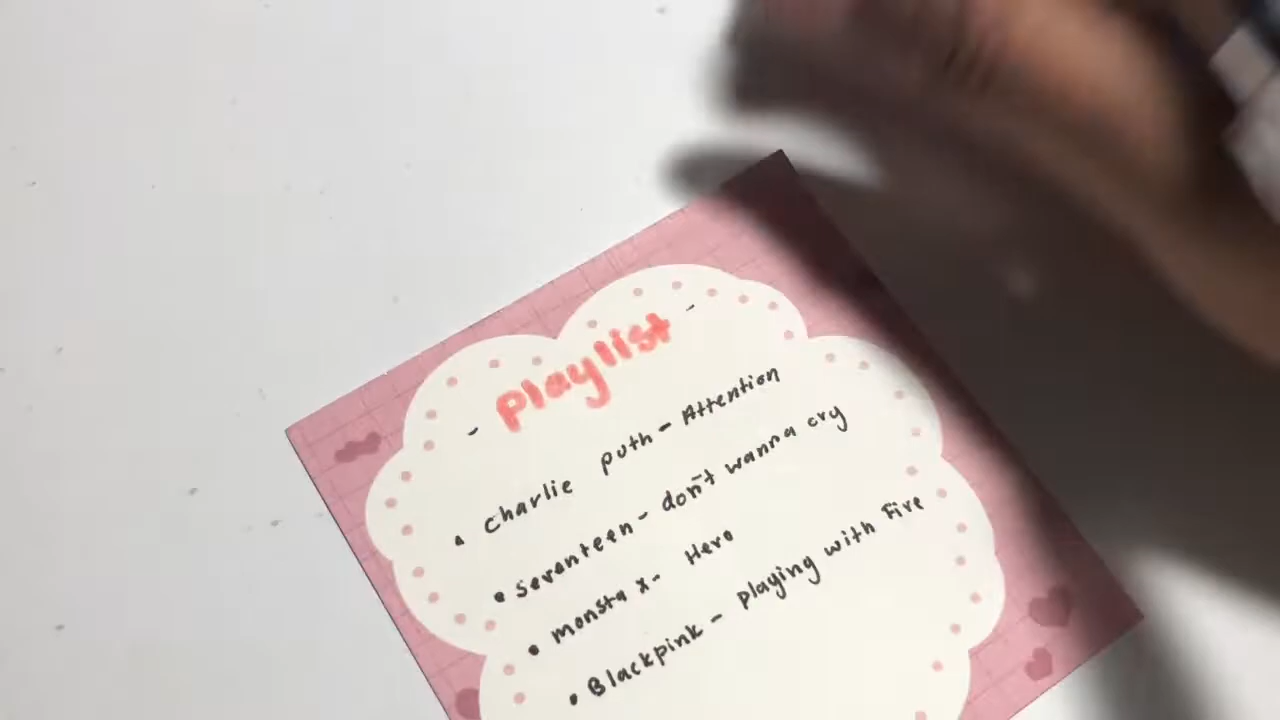 - playlist -
• Charlie puth - Attention
• Seventeen - don't wanna cry
• monsta x - Hero
• Blackpink - playing with Fire